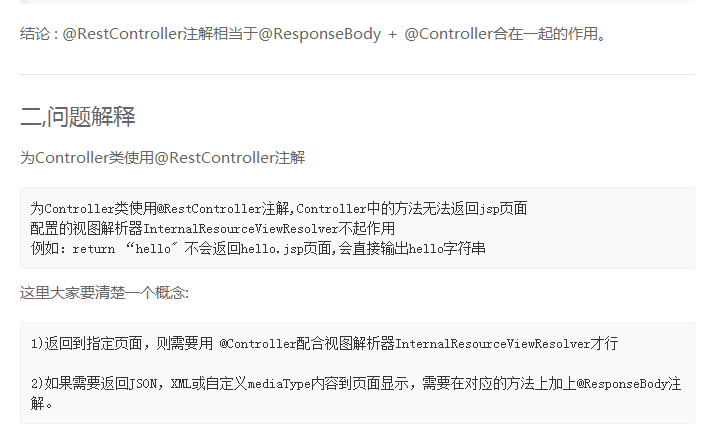 结论 : @RestController注解相当于@ResponseBody + @Controller合在一起的作用。
二,问题解释
为Controller类使用@RestController注解
为Controller类使用@RestController注解,Controller中的方法无法返回jsp页面
配置的视图解析器InternalResourceViewResolver不起作用
例如：return “hello" 不会返回hello.jsp页面,会直接输出hello字符串
这里大家要清楚一个概念:
1)返回到指定页面，则需要用 @Controller配合视图解析器InternalResourceViewResolver才行
2)如果需要返回JSON，XML或自定义mediaType内容到页面显示，需要在对应的方法上加上@ResponseBody注
解。